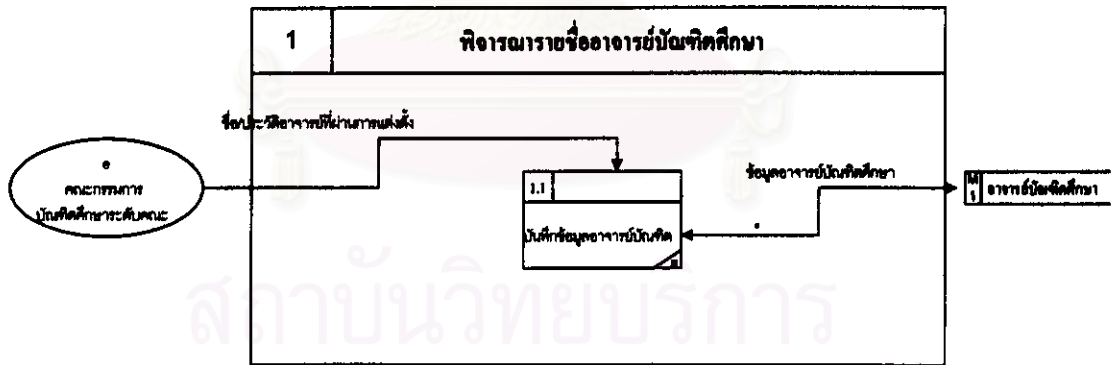 1
พิจารณารายชื่ออาจารย์บัณฑิตศึกษา
ชื่อ/ประวัติอาจารย์ที่ผ่านการแต่งตั้ง
e
คณะกรรมการ
บัณฑิตศึกษาระดับคณะ
1.1
บันทึกข้อมูลอาจารย์บัณฑิต
ข้อมูลอาจารย์บัณฑิตศึกษา
M
1
อาจารย์บัณฑิตศึกษา
สถาบันวิทยบริการ